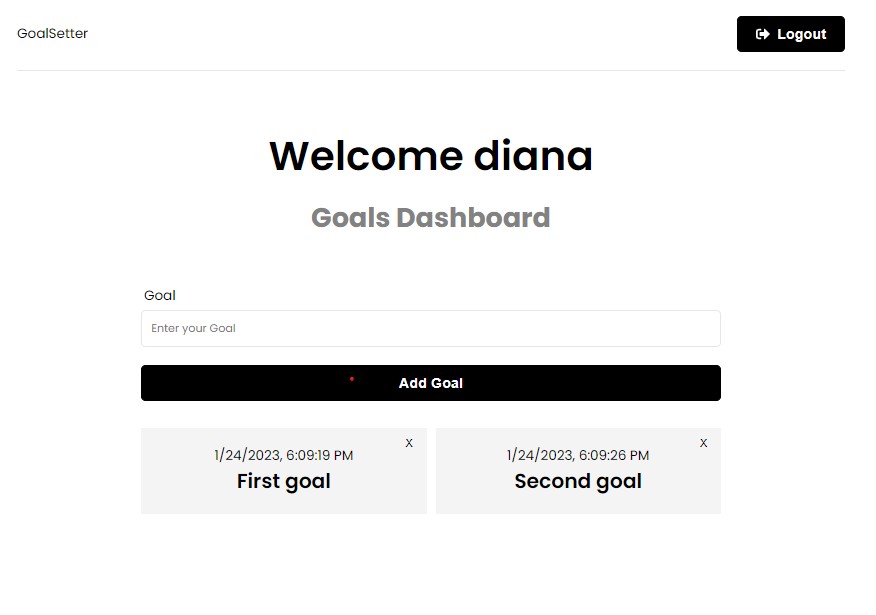 GoalSetter
Logout
Welcome diana
Goals Dashboard
Goal
Enter your Goal
Add Goal
X
1/24/2023, 6:09:19 PM
First goal
X
1/24/2023, 6:09:26 PM
Second goal